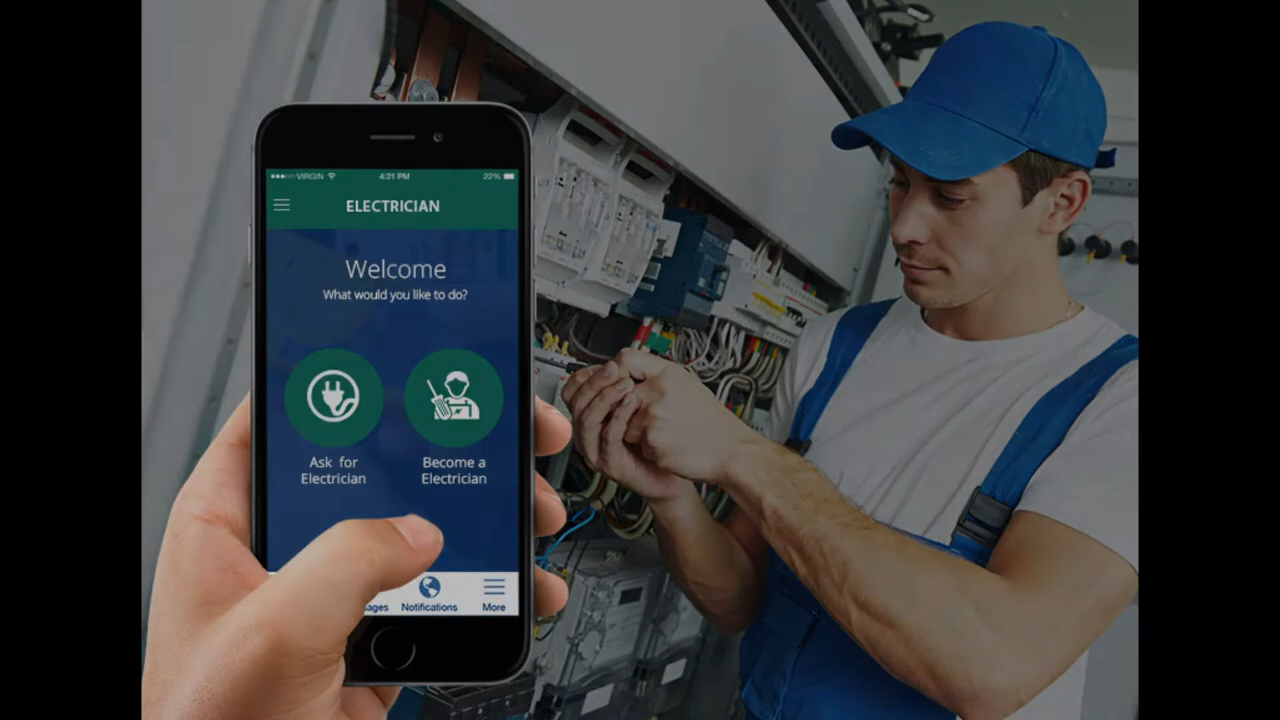 VIRGIN 4:21 PM 22%
ELECTRICIAN
Welcome
What would you like to do?
Ask for
Electrician
Become a
Electrician
Notifications
More